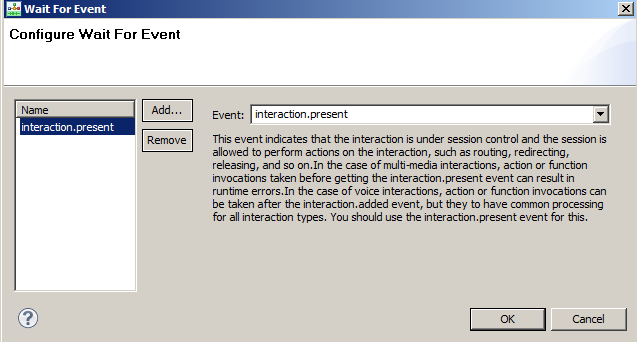 Wait For Event
Configure Wait For Event
Name
interaction.present
Add...
Remove
Event:
interaction.present
This event indicates that the interaction is under session control and the session is
allowed to perform actions on the interaction, such as routing, redirecting,
releasing, and so on.In the case of multi-media interactions, action or function
invocations taken before getting the interaction.present event can result in
runtime errors.In the case of voice interactions, action or function invocations can
be taken after the interaction.added event, but they to have common processing
for all interaction types. You should use the interaction.present event for this.
?
OK
Cancel